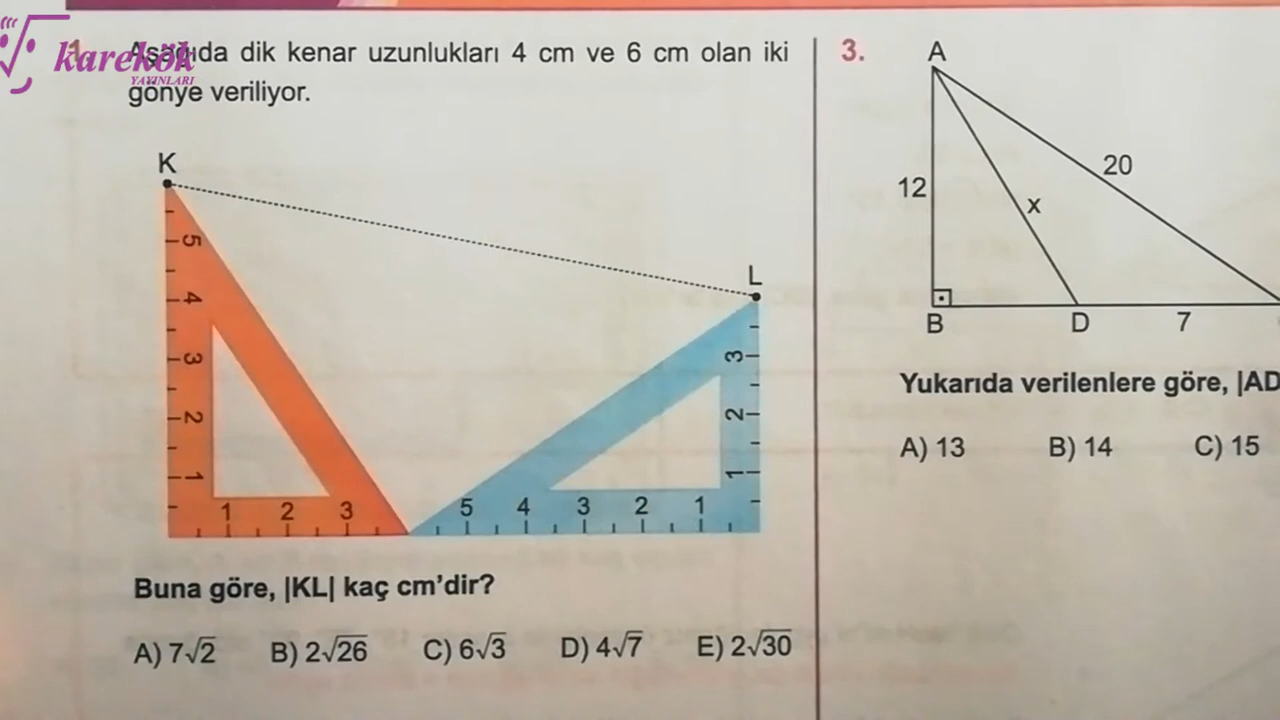 karekök
YAYINLARI
1. Aşağıda dik kenar uzunlukları 4 cm ve 6 cm olan iki
gönye veriliyor.
K
L
5
4
3
2
1
1 2 3
3
2
1
5 4 3 2 1
Buna göre, |KL| kaç cm'dir?
A) 7√2 B) 2√26 C) 6√3 D) 4√7 E) 2√30
3.
A
12
x
20
B
D
7
Yukarıda verilenlere göre, |AD
A) 13 B) 14 C) 15